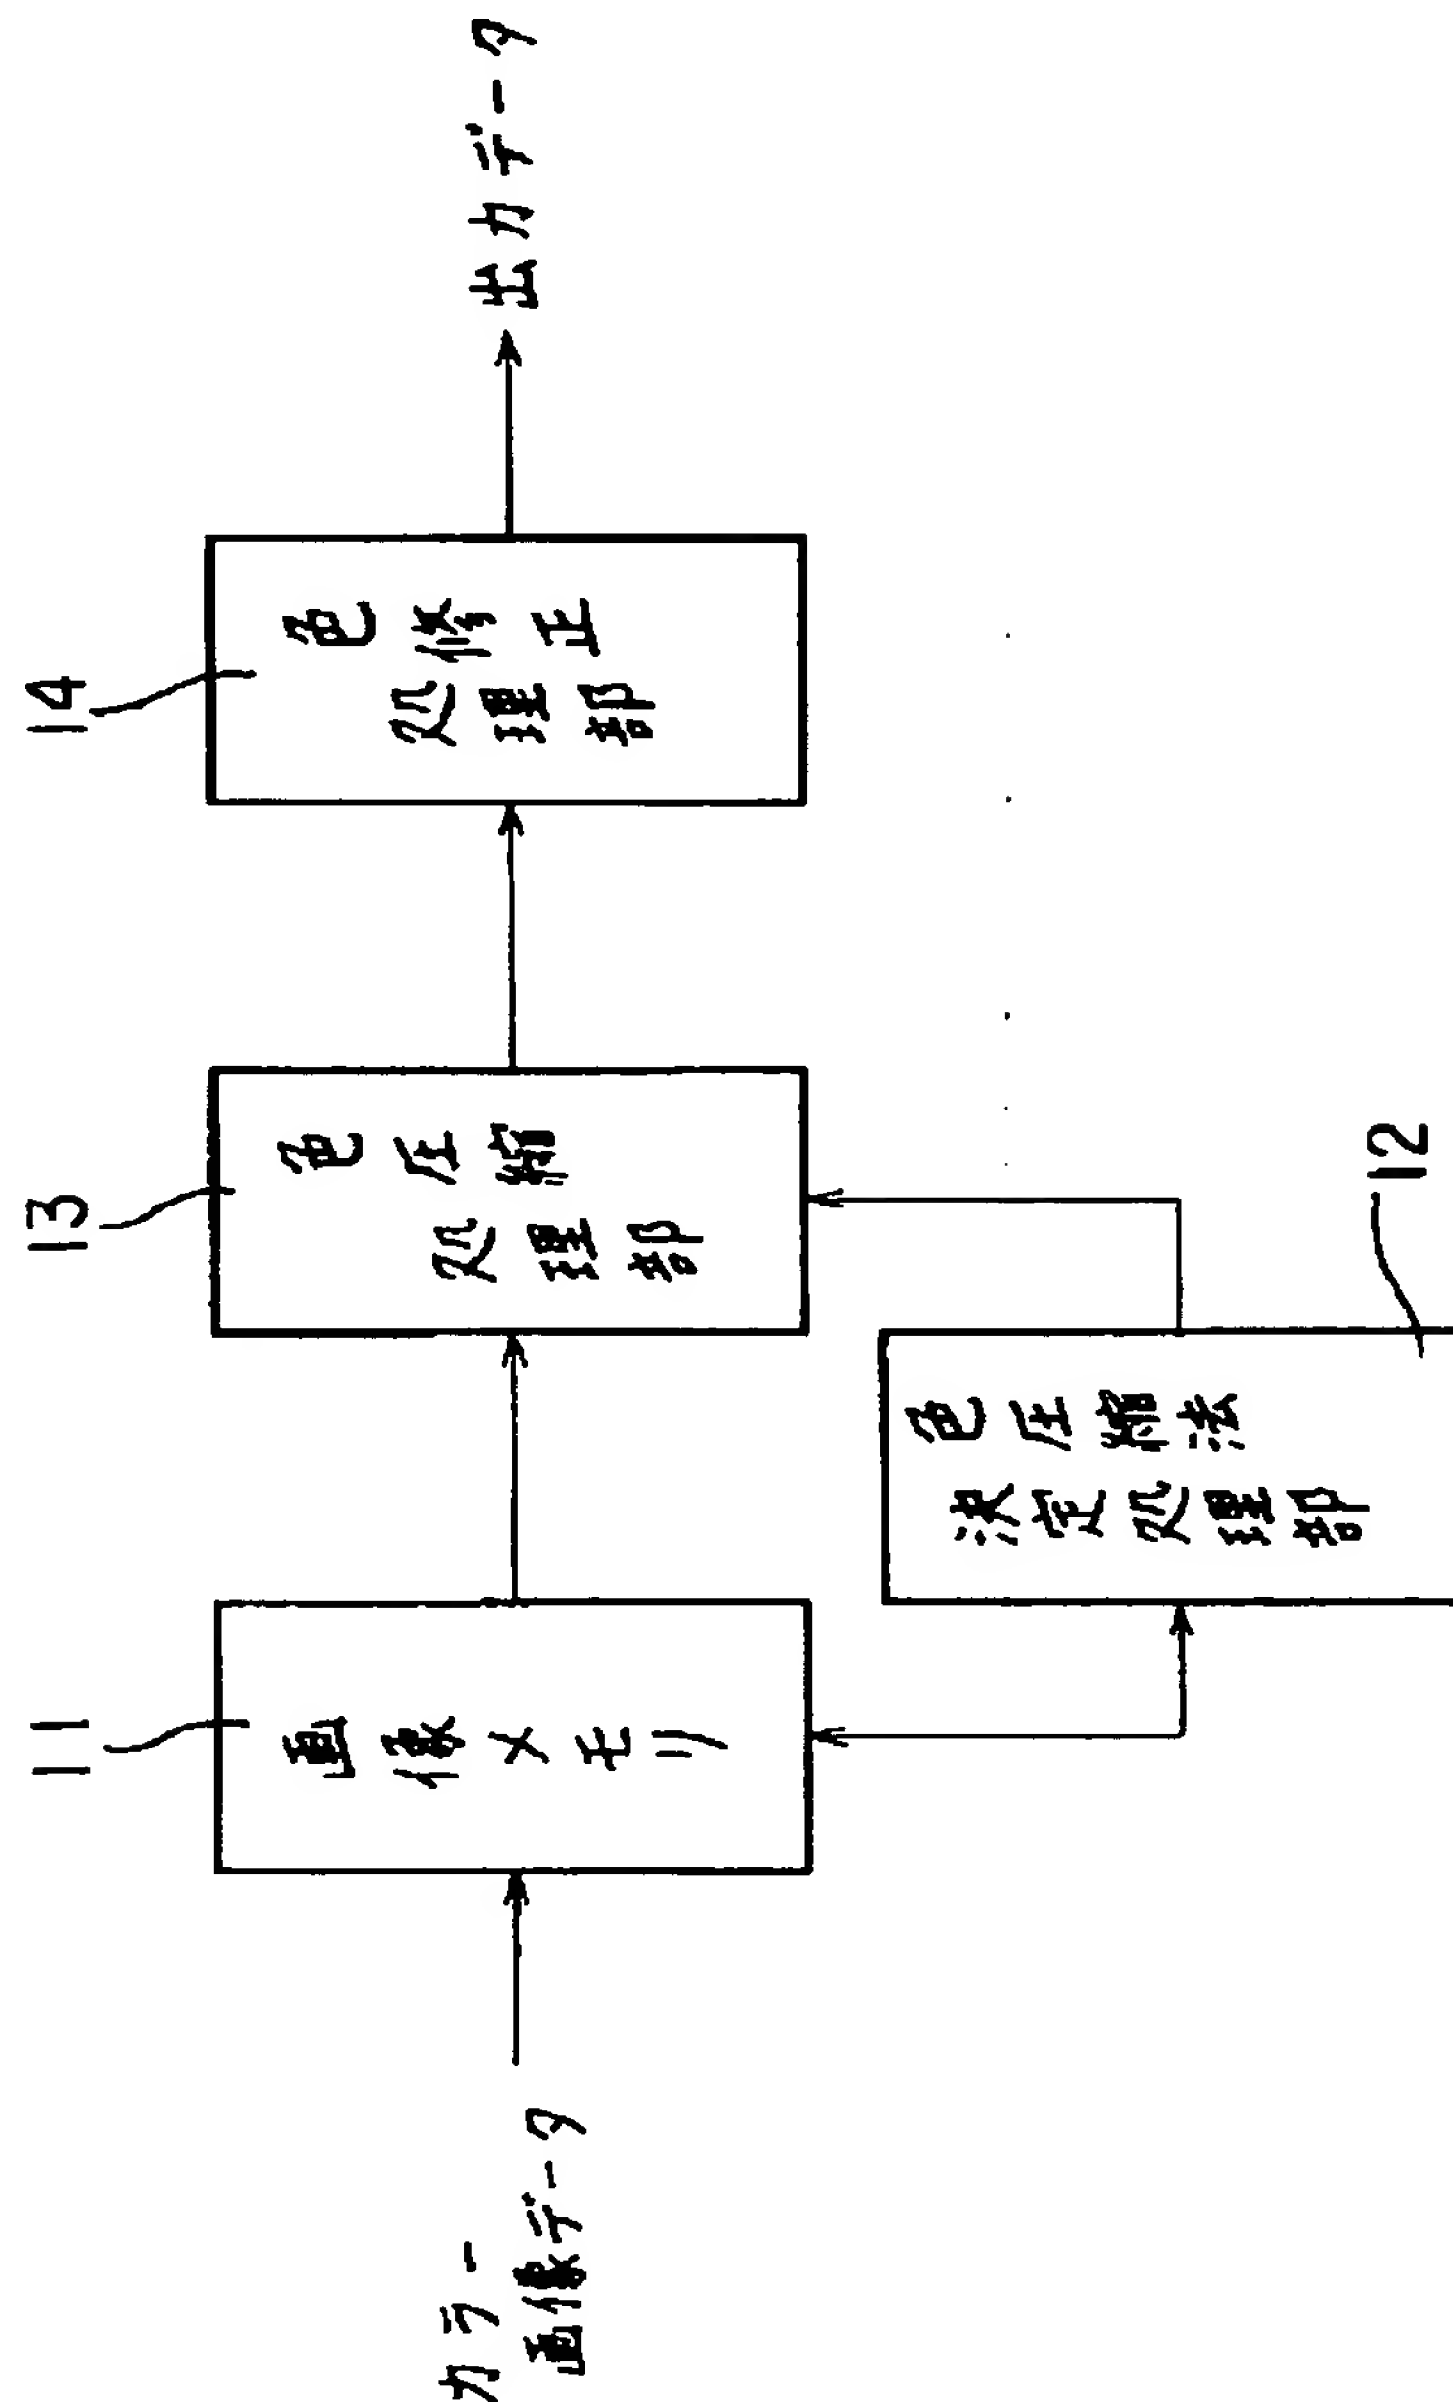 カラー
画像データ
11
画像メモリ
12
色圧縮法
決定処理部
13
色圧縮
処理部
14
色修正
処理部
出力データ